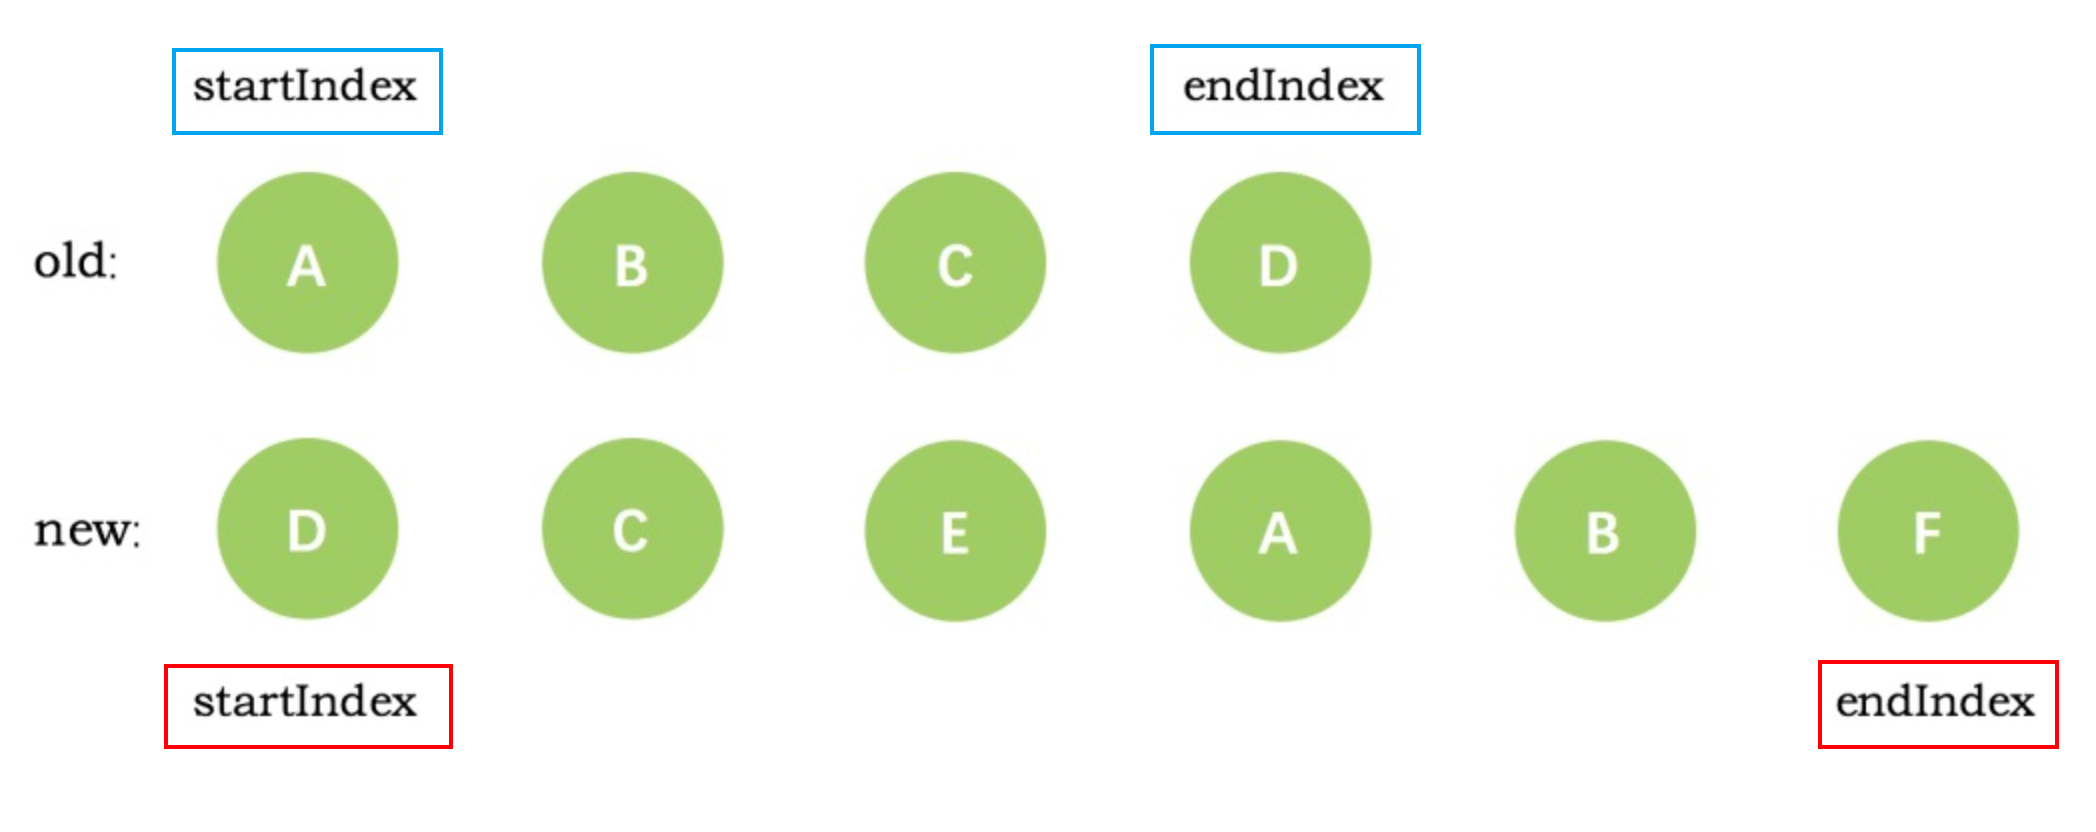 startIndex endIndex
old: A B C D
new: D C E A B F
startIndex endIndex